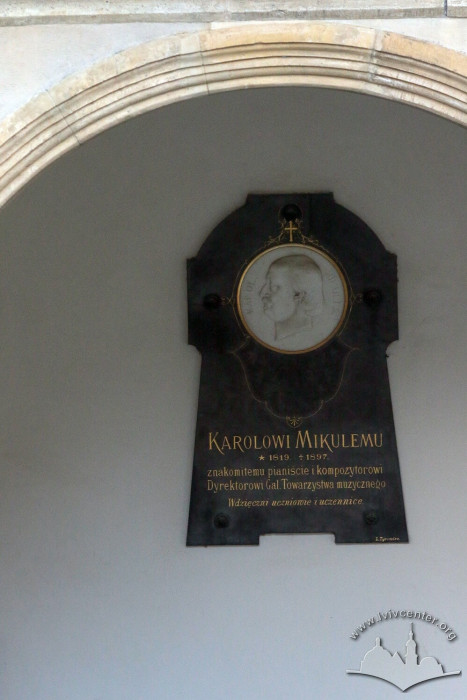 KAROLOWI MIKULEMU
★ 1819. † 1897.
znakomitemu pianiście i kompozytorowi
Dyrektorowi Gal. Towarzystwa muzycznego
Wdzięczni uczniowie i uczennice.
www.lvivcenter.org